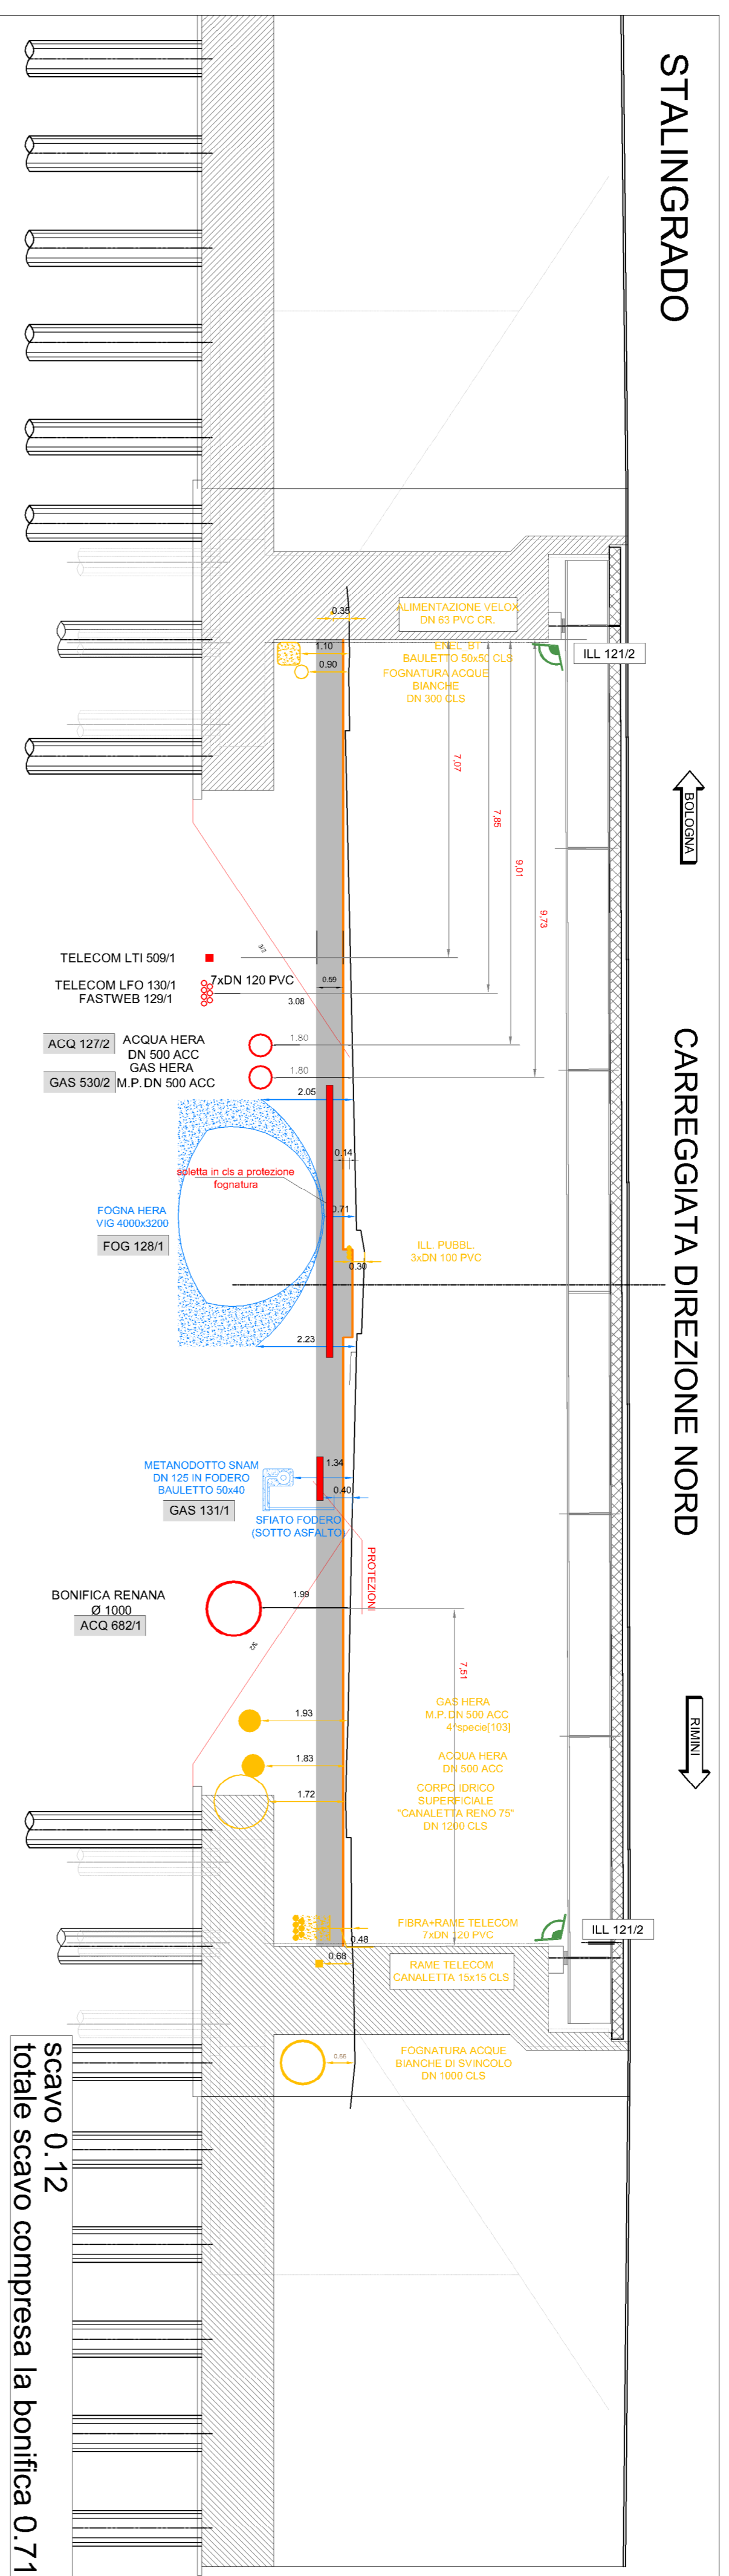 STALINGRADO
CARREGGIATA DIREZIONE NORD
BOLOGNA
RIMINI
ALIMENTAZIONE VELOX
DN 63 PVC CR.
ILL 121/2
0.35
1.10
0.90
ENEL_BT
BAULETTO 50x50 CLS
FOGNATURA ACQUE
BIANCHE
DN 300 CLS
7,07
7,85
9,01
9,73
TELECOM LTI 509/1
3/2
TELECOM LFO 130/1
FASTWEB 129/1
7xDN 120 PVC
0.59
3.08
ACQ 127/2
ACQUA HERA
DN 500 ACC
1.80
GAS 530/2
GAS HERA
M.P. DN 500 ACC
1.80
2.05
0.14
soletta in cls a protezione
fognatura
0.71
FOGNA HERA
VIG 4000x3200
FOG 128/1
ILL. PUBBL.
3xDN 100 PVC
0.30
2.23
METANODOTTO SNAM
DN 125 IN FODERO
BAULETTO 50x40
GAS 131/1
1.34
0.40
SFIATO FODERO
(SOTTO ASFALTO)
PROTEZIONI
BONIFICA RENANA
Ø 1000
ACQ 682/1
1.99
3/2
7,51
GAS HERA
M.P. DN 500 ACC
4^specie[103]
1.93
ACQUA HERA
DN 500 ACC
1.83
CORPO IDRICO
SUPERFICIALE
"CANALETTA RENO 75"
DN 1200 CLS
1.72
FIBRA+RAME TELECOM
7xDN 120 PVC
0.48
ILL 121/2
0.68
RAME TELECOM
CANALETTA 15x15 CLS
FOGNATURA ACQUE
BIANCHE DI SVINCOLO
DN 1000 CLS
0.66
scavo 0.12
totale scavo compresa la bonifica 0.71